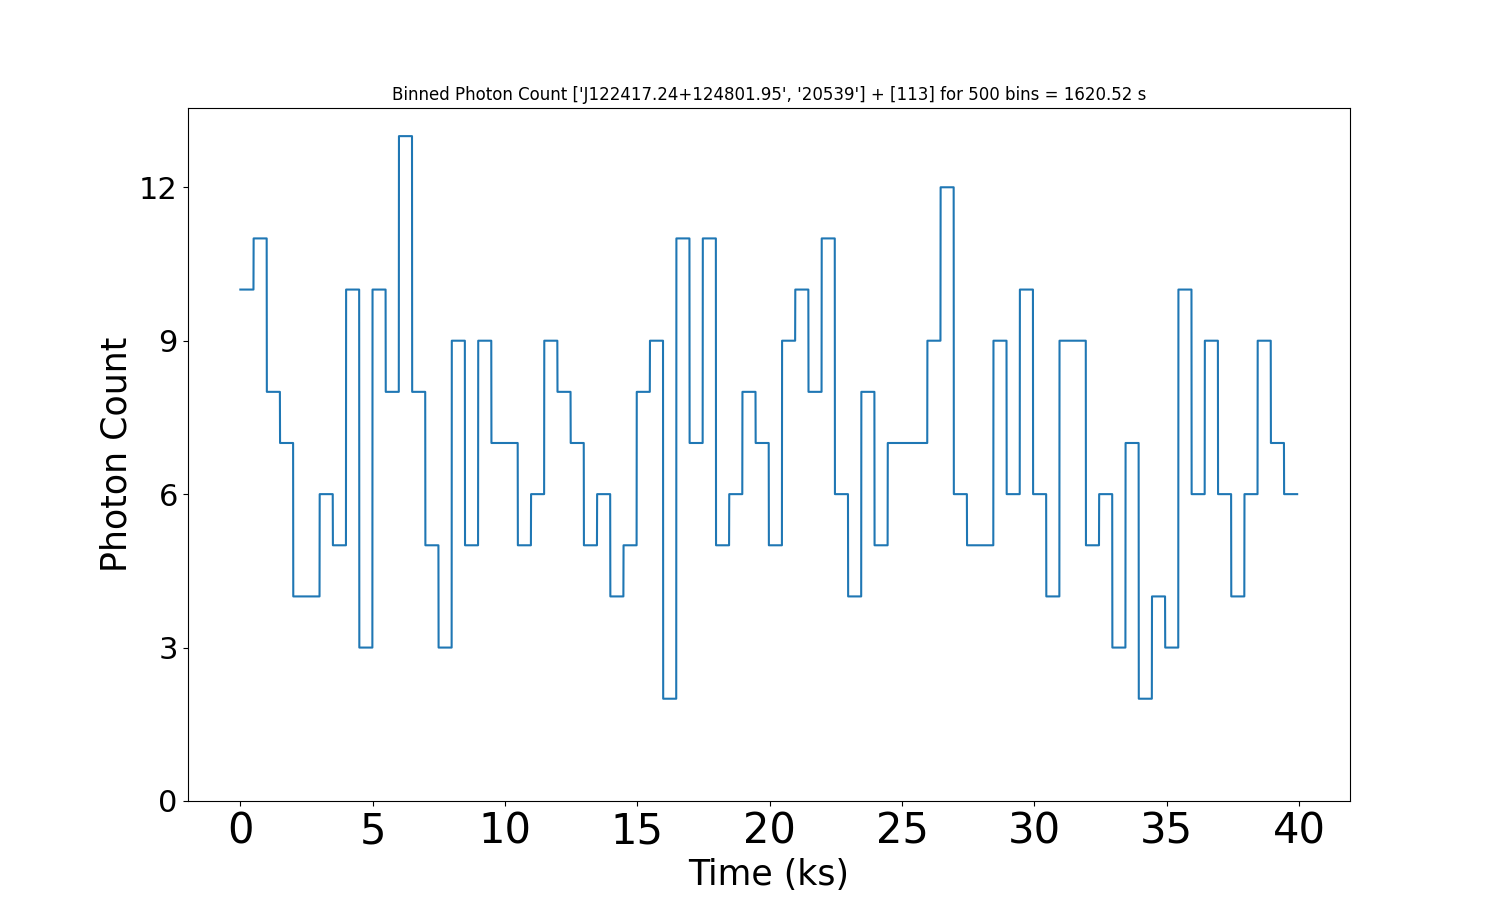 Binned Photon Count ['J122417.24+124801.95', '20539'] + [113] for 500 bins = 1620.52 s
12
9
6
3
0
Photon Count
0 5 10 15 20 25 30 35 40
Time (ks)